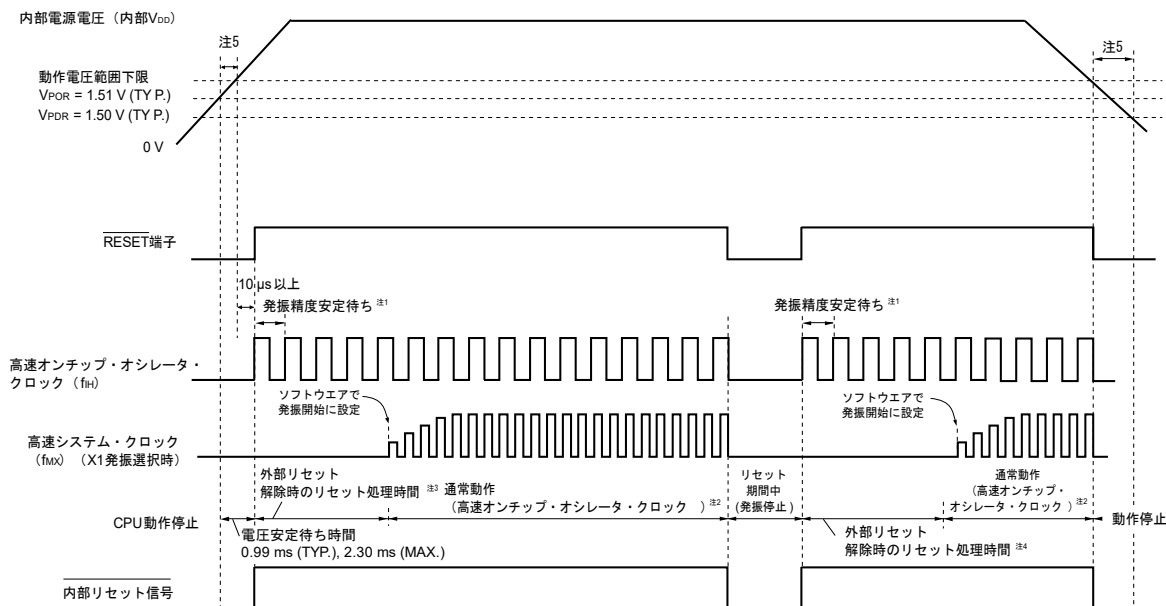 内部電源電圧（内部VDD）
注5
注5
動作電圧範囲下限
VPOR = 1.51 V (TYP.)
VPDR = 1.50 V (TYP.)
0 V
RESET端子
10 μs以上
発振精度安定待ち 注1
発振精度安定待ち 注1
高速オンチップ・オシレータ・
クロック（fIH）
ソフトウエアで
発振開始に設定
ソフトウエアで
発振開始に設定
高速システム・クロック
（fMX）（X1発振選択時）
外部リセット
解除時のリセット処理時間 注3
通常動作
（高速オンチップ・オシレータ・クロック ）注2
リセット
期間中
(発振停止)
通常動作
（高速オンチップ・
オシレータ・クロック ）注2
CPU動作停止
動作停止
電圧安定待ち時間
0.99 ms (TYP.), 2.30 ms (MAX.)
外部リセット
解除時のリセット処理時間 注4
内部リセット信号